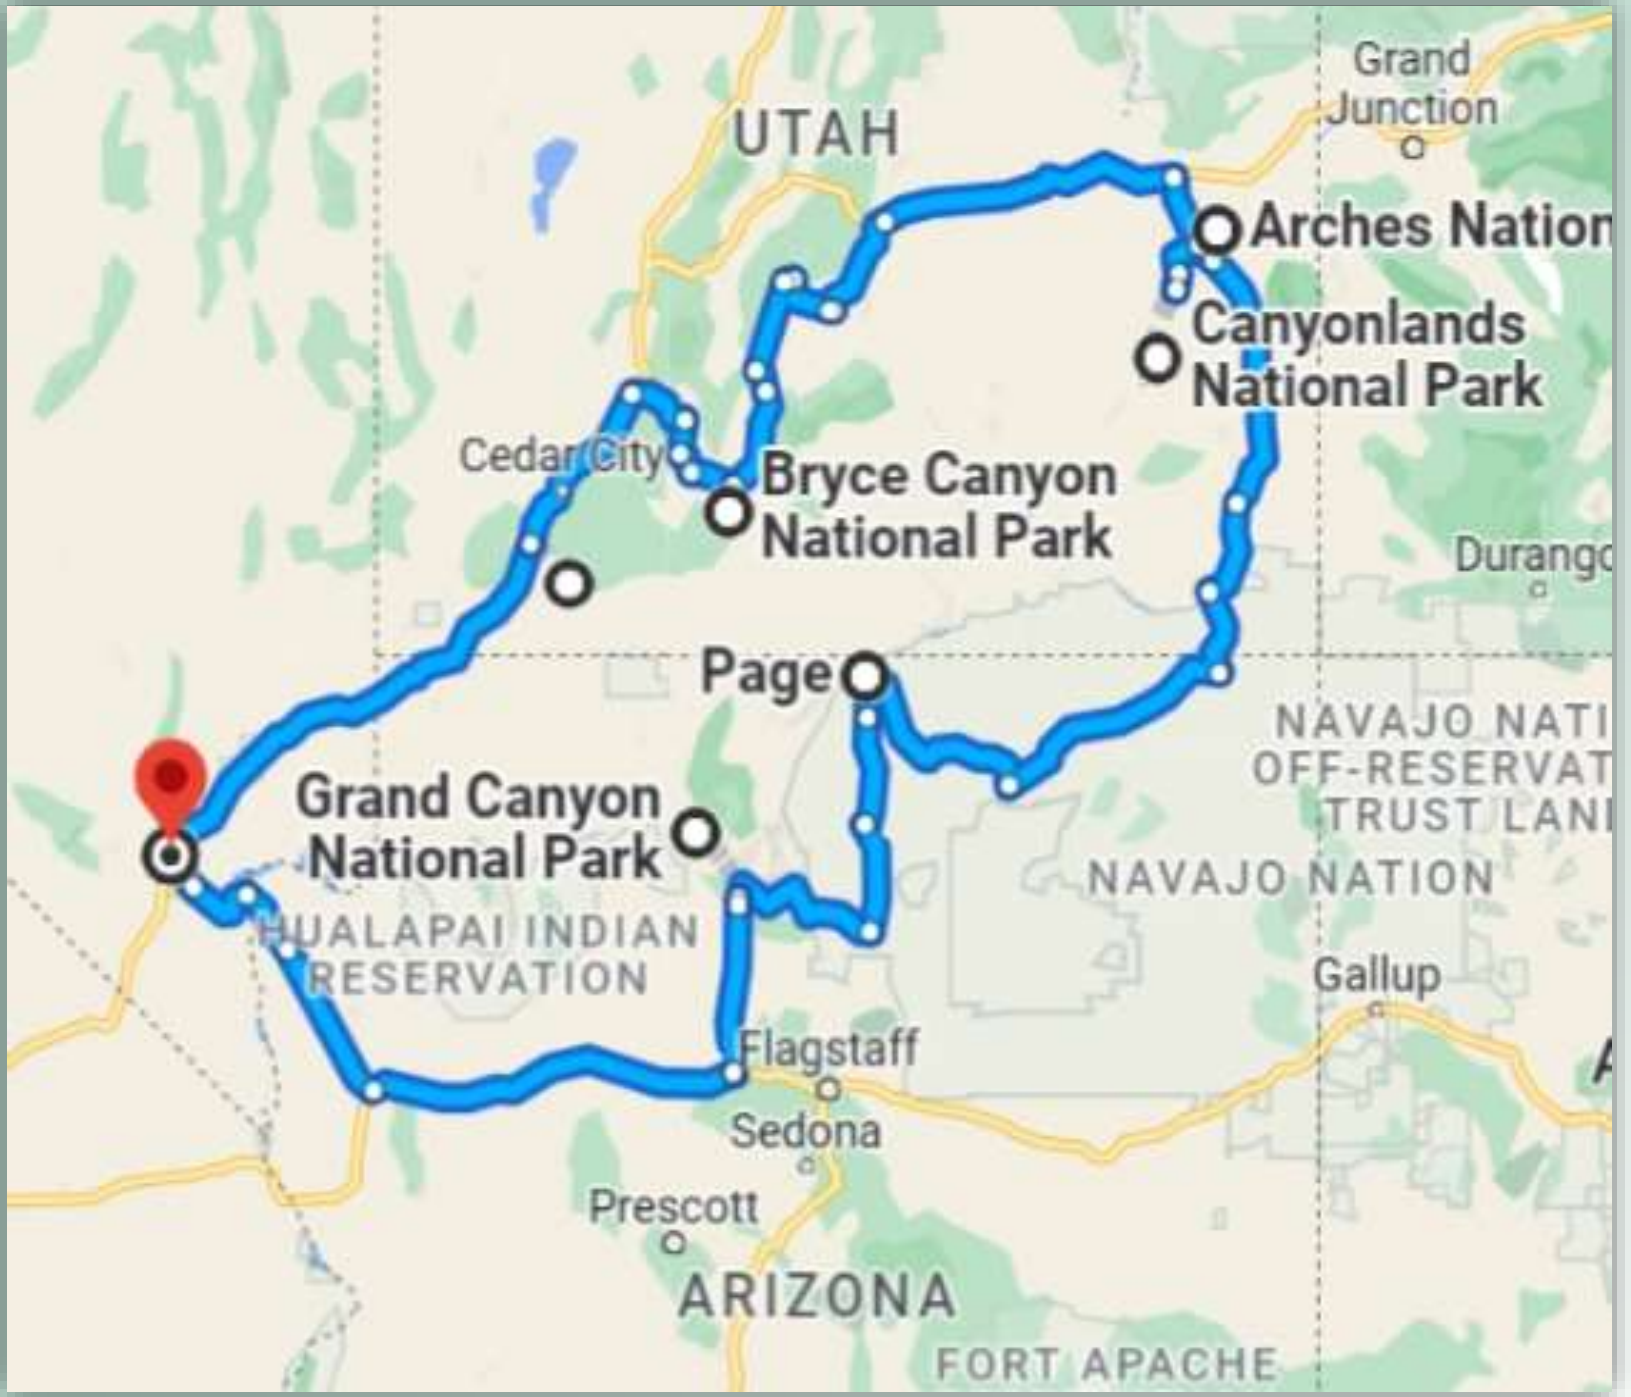 Grand
Junction
UTAH
Arches Nation
Canyonlands
National Park
Cedar City
Bryce Canyon
National Park
Durango
Page
NAVAJO NATI
OFF-RESERVAT
TRUST LAN
Grand Canyon
National Park
NAVAJO NATION
HUALAPAI INDIAN
RESERVATION
Gallup
Flagstaff
A
Sedona
Prescott
ARIZONA
FORT APACHE